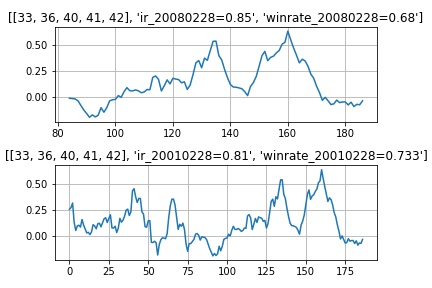 [[33, 36, 40, 41, 42], 'ir_20080228=0.85', 'winrate_20080228=0.68']
0.50
0.25
0.00
80 100 120 140 160 180
[[33, 36, 40, 41, 42], 'ir_20010228=0.81', 'winrate_20010228=0.733']
0.50
0.25
0.00
0 25 50 75 100 125 150 175